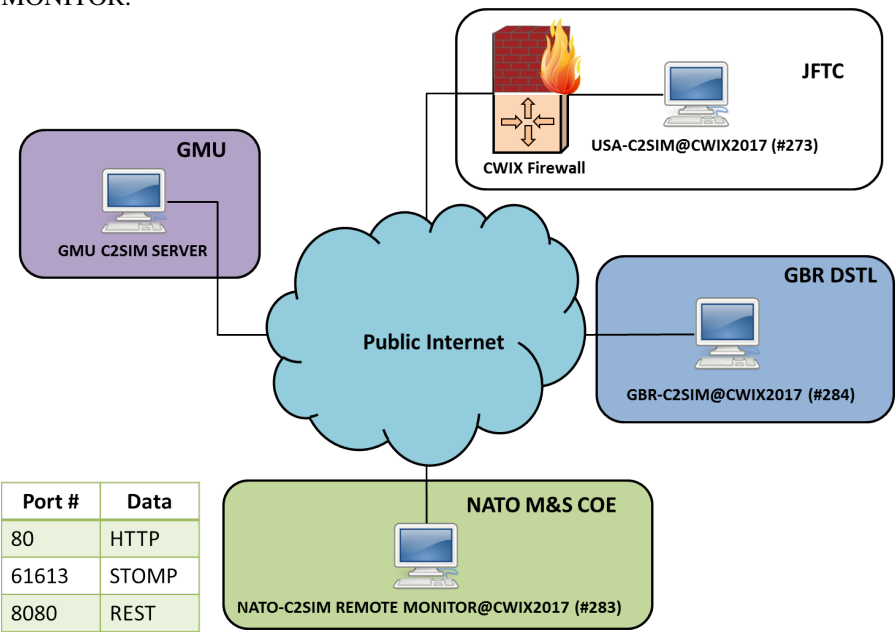 MONITOR.
JFTC
USA-C2SIM@CWIX2017 (#273)
CWIX Firewall
GMU
GMU C2SIM SERVER
GBR DSTL
GBR-C2SIM@CWIX2017 (#284)
Public Internet
NATO M&S COE
NATO-C2SIM REMOTE MONITOR@CWIX2017 (#283)
Port # Data
80 HTTP
61613 STOMP
8080 REST